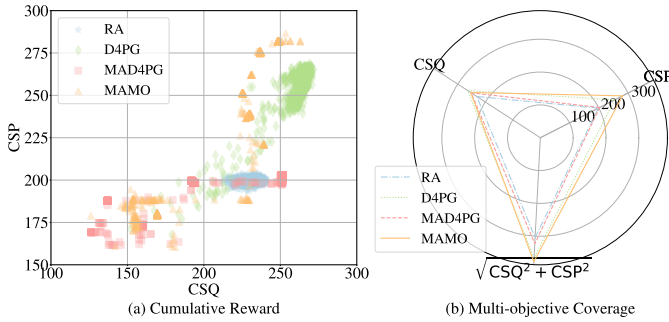 300
275
250
225
200
175
150
CSP
100
150
200
250
300
CSQ
RA
D4PG
MAD4PG
MAMO
(a) Cumulative Reward
CSQ
CSP
100
200
300
√CSQ² + CSP²
RA
D4PG
MAD4PG
MAMO
(b) Multi-objective Coverage